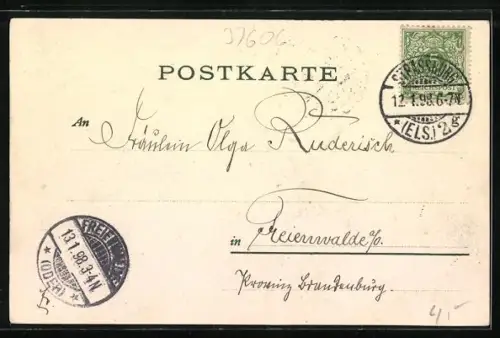 37606
POSTKARTE
STRASSBURG
12.1.98.6-7N
* (ELS.) 2g
An Fräulein Olga Ruderisch
in Freienwalde a/o.
Provinz Brandenburg
FREIENWALDE
13.1.98.3-4N
* (ODER) *
4,-